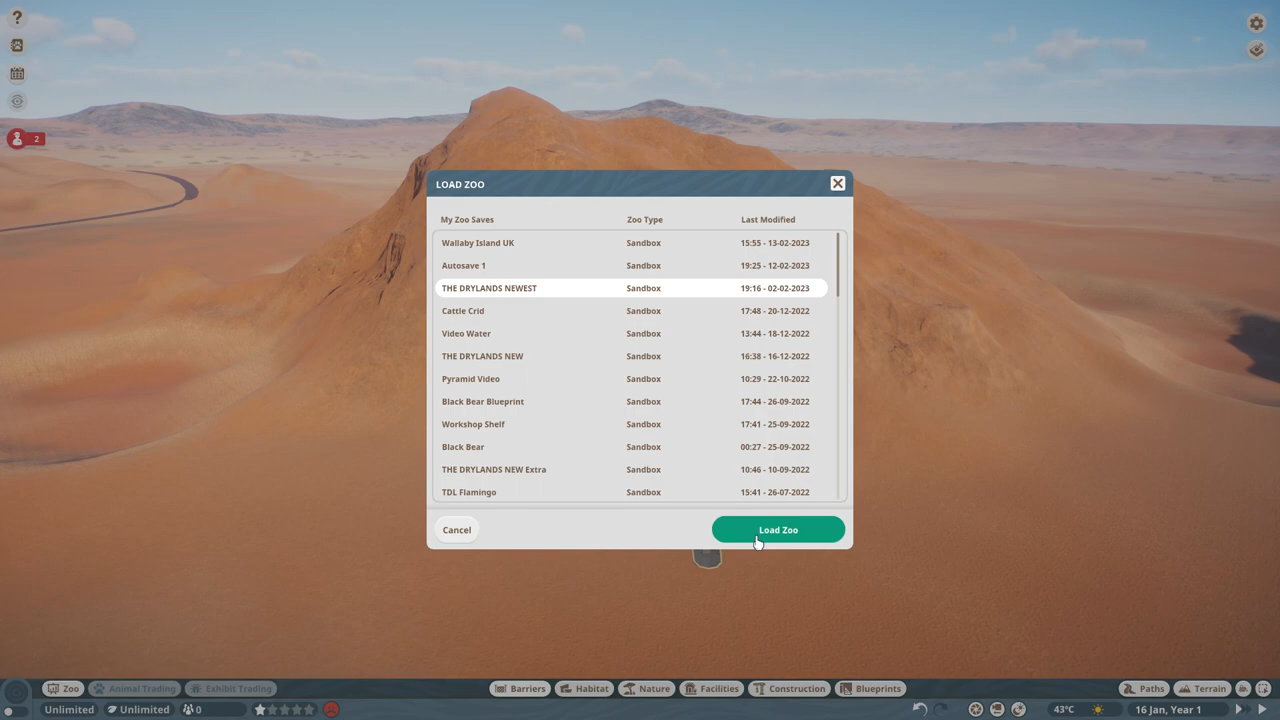 ?
2
LOAD ZOO
My Zoo Saves Zoo Type Last Modified
Wallaby Island UK Sandbox 15:55 - 13-02-2023
Autosave 1 Sandbox 19:25 - 12-02-2023
THE DRYLANDS NEWEST Sandbox 19:16 - 02-02-2023
Cattle Crid Sandbox 17:48 - 20-12-2022
Video Water Sandbox 13:44 - 18-12-2022
THE DRYLANDS NEW Sandbox 16:38 - 16-12-2022
Pyramid Video Sandbox 10:29 - 22-10-2022
Black Bear Blueprint Sandbox 17:44 - 26-09-2022
Workshop Shelf Sandbox 17:41 - 25-09-2022
Black Bear Sandbox 00:27 - 25-09-2022
THE DRYLANDS NEW Extra Sandbox 10:46 - 10-09-2022
TDL Flamingo Sandbox 15:41 - 26-07-2022
Cancel Load Zoo
Zoo Animal Trading Exhibit Trading Barriers Habitat Nature Facilities Construction Blueprints Paths Terrain
Unlimited Unlimited 0 43°C 16 Jan, Year 1